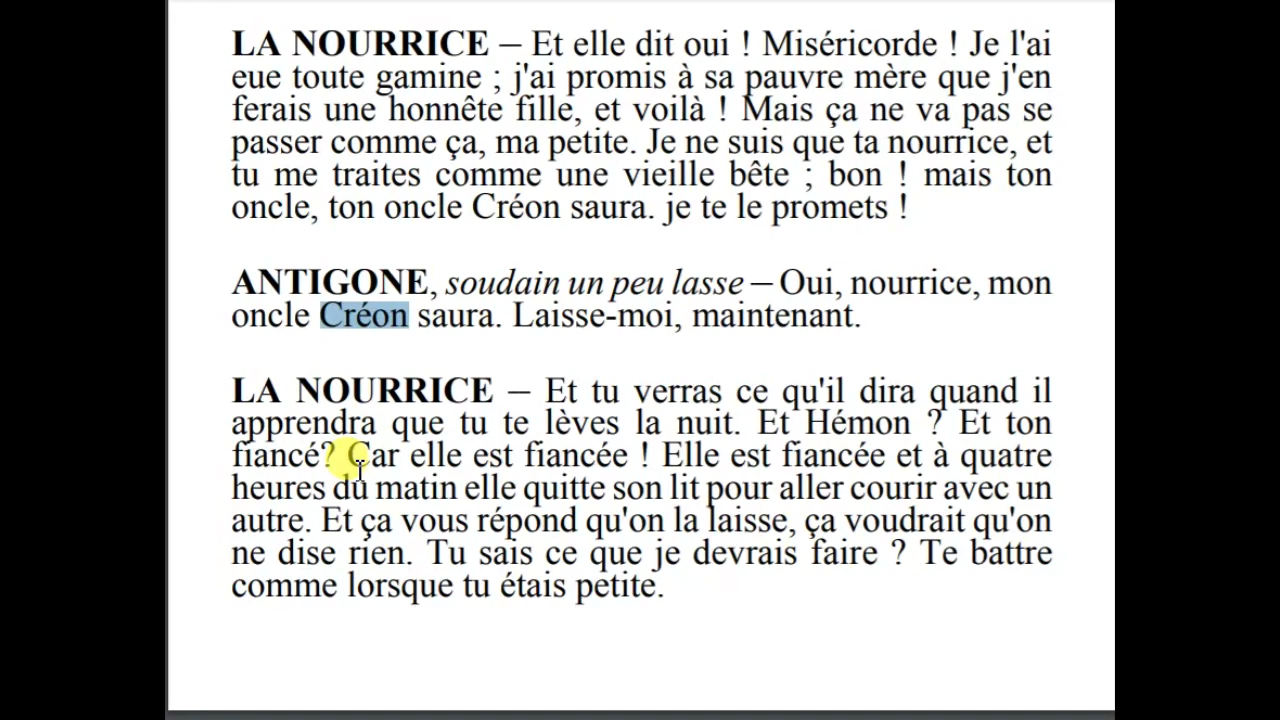 LA NOURRICE – Et elle dit oui ! Miséricorde ! Je l'ai
eue toute gamine ; j'ai promis à sa pauvre mère que j'en
ferais une honnête fille, et voilà ! Mais ça ne va pas se
passer comme ça, ma petite. Je ne suis que ta nourrice, et
tu me traites comme une vieille bête ; bon ! mais ton
oncle, ton oncle Créon saura. je te le promets !
ANTIGONE, soudain un peu lasse – Oui, nourrice, mon
oncle Créon saura. Laisse-moi, maintenant.
LA NOURRICE – Et tu verras ce qu'il dira quand il
apprendra que tu te lèves la nuit. Et Hémon ? Et ton
fiancé? Car elle est fiancée ! Elle est fiancée et à quatre
heures du matin elle quitte son lit pour aller courir avec un
autre. Et ça vous répond qu'on la laisse, ça voudrait qu'on
ne dise rien. Tu sais ce que je devrais faire ? Te battre
comme lorsque tu étais petite.